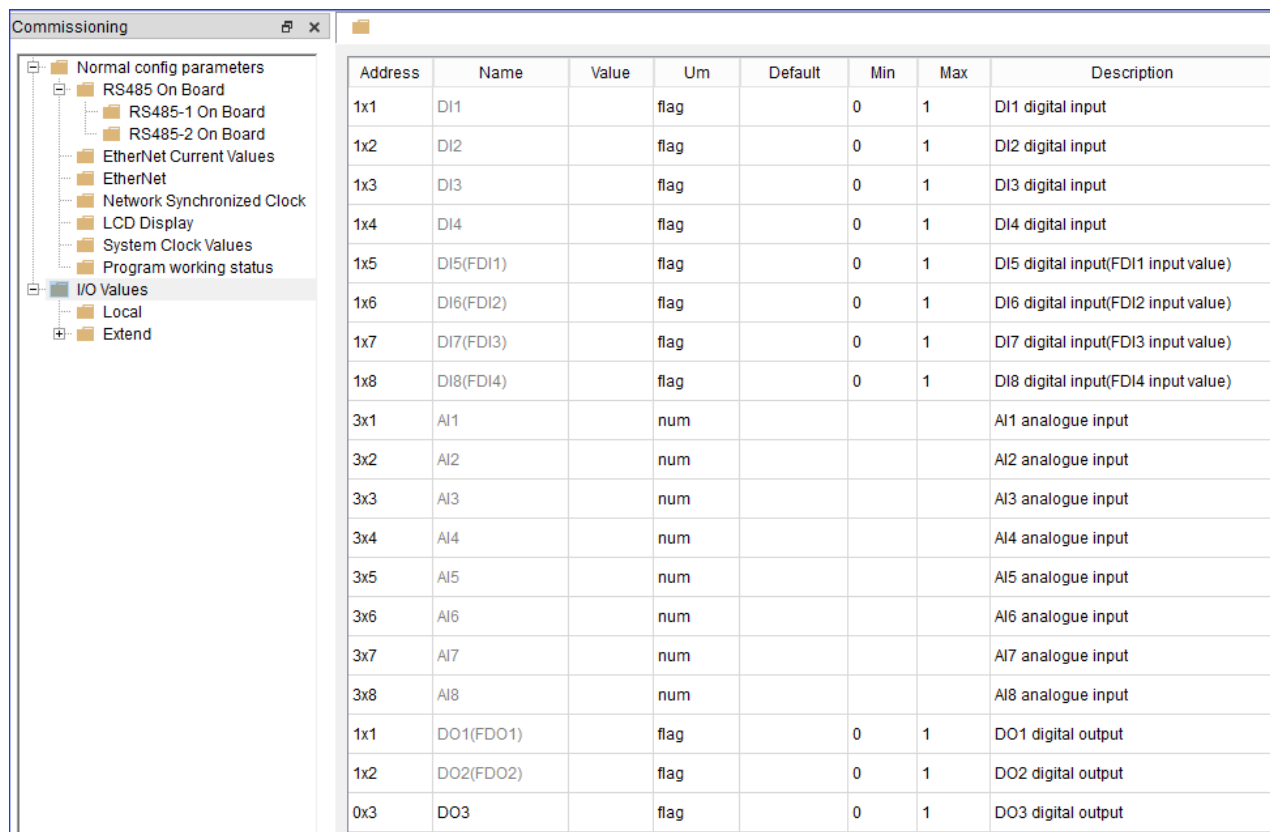 Commissioning
Normal config parameters
RS485 On Board
RS485-1 On Board
RS485-2 On Board
EtherNet Current Values
EtherNet
Network Synchronized Clock
LCD Display
System Clock Values
Program working status
I/O Values
Local
Extend
Address Name Value Um Default Min Max Description
1x1 DI1 flag 0 1 DI1 digital input
1x2 DI2 flag 0 1 DI2 digital input
1x3 DI3 flag 0 1 DI3 digital input
1x4 DI4 flag 0 1 DI4 digital input
1x5 DI5(FDI1) flag 0 1 DI5 digital input(FDI1 input value)
1x6 DI6(FDI2) flag 0 1 DI6 digital input(FDI2 input value)
1x7 DI7(FDI3) flag 0 1 DI7 digital input(FDI3 input value)
1x8 DI8(FDI4) flag 0 1 DI8 digital input(FDI4 input value)
3x1 AI1 num AI1 analogue input
3x2 AI2 num AI2 analogue input
3x3 AI3 num AI3 analogue input
3x4 AI4 num AI4 analogue input
3x5 AI5 num AI5 analogue input
3x6 AI6 num AI6 analogue input
3x7 AI7 num AI7 analogue input
3x8 AI8 num AI8 analogue input
1x1 DO1(FDO1) flag 0 1 DO1 digital output
1x2 DO2(FDO2) flag 0 1 DO2 digital output
0x3 DO3 flag 0 1 DO3 digital output